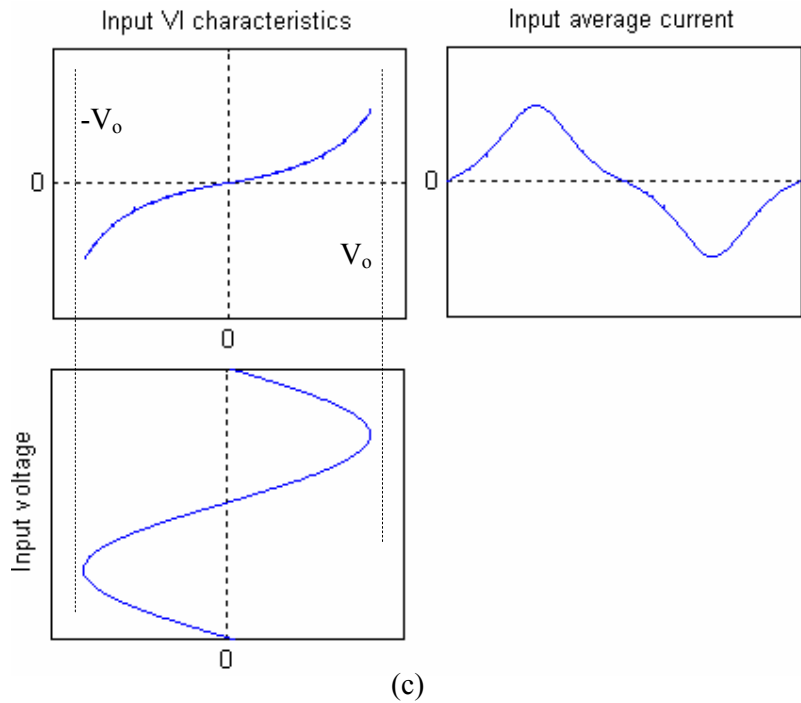 Input VI characteristics
Input average current
-Vₒ
0
0
Vₒ
0
Input voltage
0
(c)